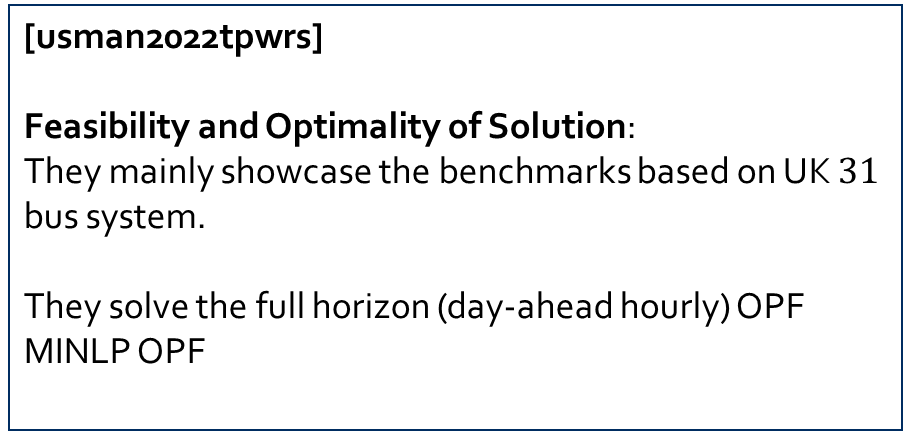 [usman2022tpwrs]
Feasibility and Optimality of Solution:
They mainly showcase the benchmarks based on UK 31
bus system.
They solve the full horizon (day-ahead hourly) OPF
MINLP OPF